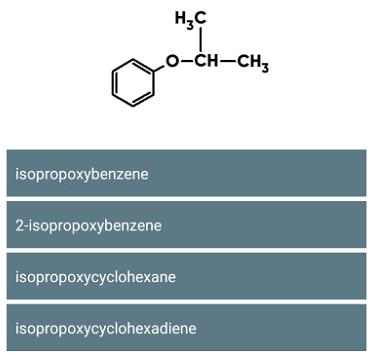 H₃C
O—CH—CH₃
isopropoxybenzene
2-isopropoxybenzene
isopropoxycyclohexane
isopropoxycyclohexadiene